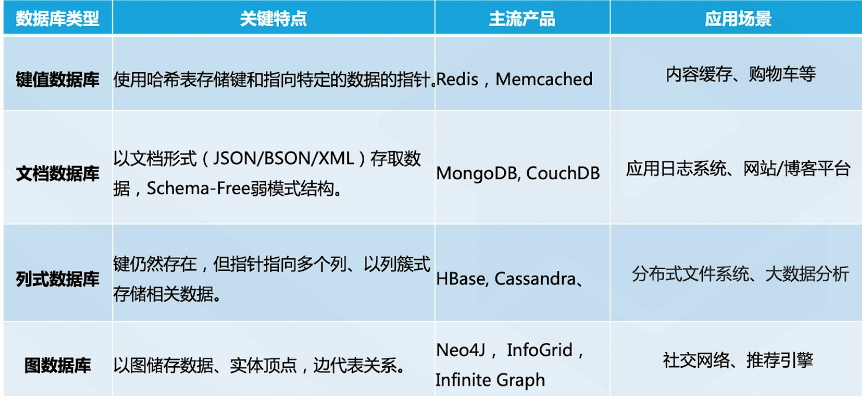 数据库类型 关键特点 主流产品 应用场景
键值数据库 使用哈希表存储键和指向特定的数据的指针。 Redis，Memcached 内容缓存、购物车等
文档数据库 以文档形式（JSON/BSON/XML）存取数
据，Schema-Free弱模式结构。 MongoDB, CouchDB 应用日志系统、网站/博客平台
列式数据库 键仍然存在，但指针指向多个列、以列簇式
存储相关数据。 HBase, Cassandra、 分布式文件系统、大数据分析
图数据库 以图储存数据、实体顶点，边代表关系。 Neo4J， InfoGrid，
Infinite Graph 社交网络、推荐引擎